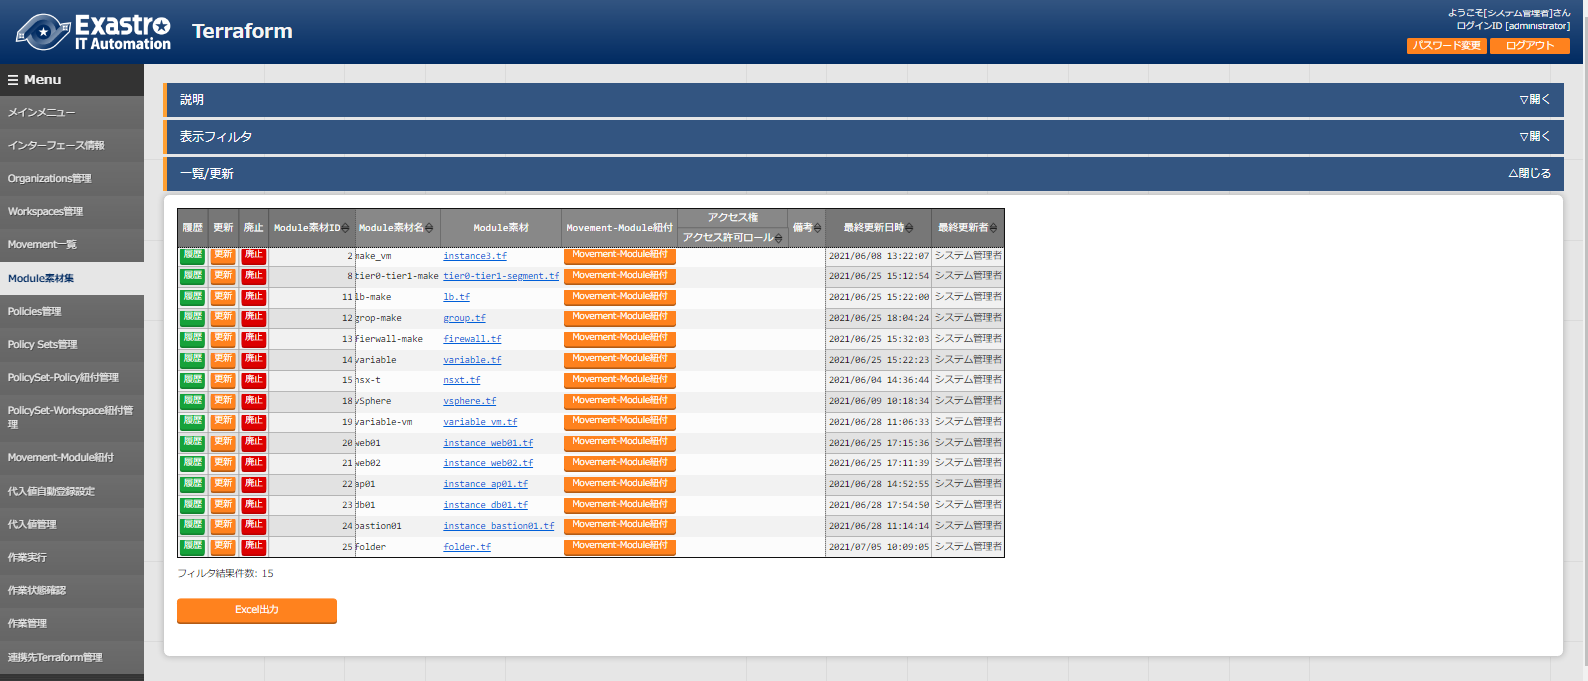 Exastro
IT Automation
Terraform
ようこそ[システム管理者]さん
ログインID [administrator]
パスワード変更 ログアウト
Menu
メインメニュー
インターフェース情報
Organizations管理
Workspaces管理
Movement一覧
Module素材集
Policies管理
Policy Sets管理
PolicySet-Policy紐付管理
PolicySet-Workspace紐付管
理
Movement-Module紐付
代入値自動登録設定
代入値管理
作業実行
作業状態確認
作業管理
連携先Terraform管理
説明 ▽開く
表示フィルタ ▽開く
一覧/更新 △閉じる
履歴 更新 廃止 Module素材ID Module素材名 Module素材 Movement-Module紐付 アクセス権 備考 最終更新日時 最終更新者
アクセス許可ロール
履歴 更新 廃止 2 make_vm instance3.tf Movement-Module紐付 2021/06/08 13:22:07 システム管理者
履歴 更新 廃止 8 tier0-tier1-make tier0-tier1-segment.tf Movement-Module紐付 2021/06/25 15:12:54 システム管理者
履歴 更新 廃止 11 lb-make lb.tf Movement-Module紐付 2021/06/25 15:22:00 システム管理者
履歴 更新 廃止 12 grop-make group.tf Movement-Module紐付 2021/06/25 18:04:24 システム管理者
履歴 更新 廃止 13 fierwall-make firewall.tf Movement-Module紐付 2021/06/25 15:32:03 システム管理者
履歴 更新 廃止 14 variable variable.tf Movement-Module紐付 2021/06/25 15:22:23 システム管理者
履歴 更新 廃止 15 nsx-t nsxt.tf Movement-Module紐付 2021/06/04 14:36:44 システム管理者
履歴 更新 廃止 18 vSphere vsphere.tf Movement-Module紐付 2021/06/09 10:18:34 システム管理者
履歴 更新 廃止 19 variable-vm variable_vm.tf Movement-Module紐付 2021/06/28 11:06:33 システム管理者
履歴 更新 廃止 20 web01 instance_web01.tf Movement-Module紐付 2021/06/25 17:15:36 システム管理者
履歴 更新 廃止 21 web02 instance_web02.tf Movement-Module紐付 2021/06/25 17:11:39 システム管理者
履歴 更新 廃止 22 ap01 instance_ap01.tf Movement-Module紐付 2021/06/28 14:52:55 システム管理者
履歴 更新 廃止 23 db01 instance_db01.tf Movement-Module紐付 2021/06/28 17:54:50 システム管理者
履歴 更新 廃止 24 bastion01 instance_bastion01.tf Movement-Module紐付 2021/06/28 11:14:14 システム管理者
履歴 更新 廃止 25 folder folder.tf Movement-Module紐付 2021/07/05 10:09:05 システム管理者
フィルタ結果件数: 15
Excel出力